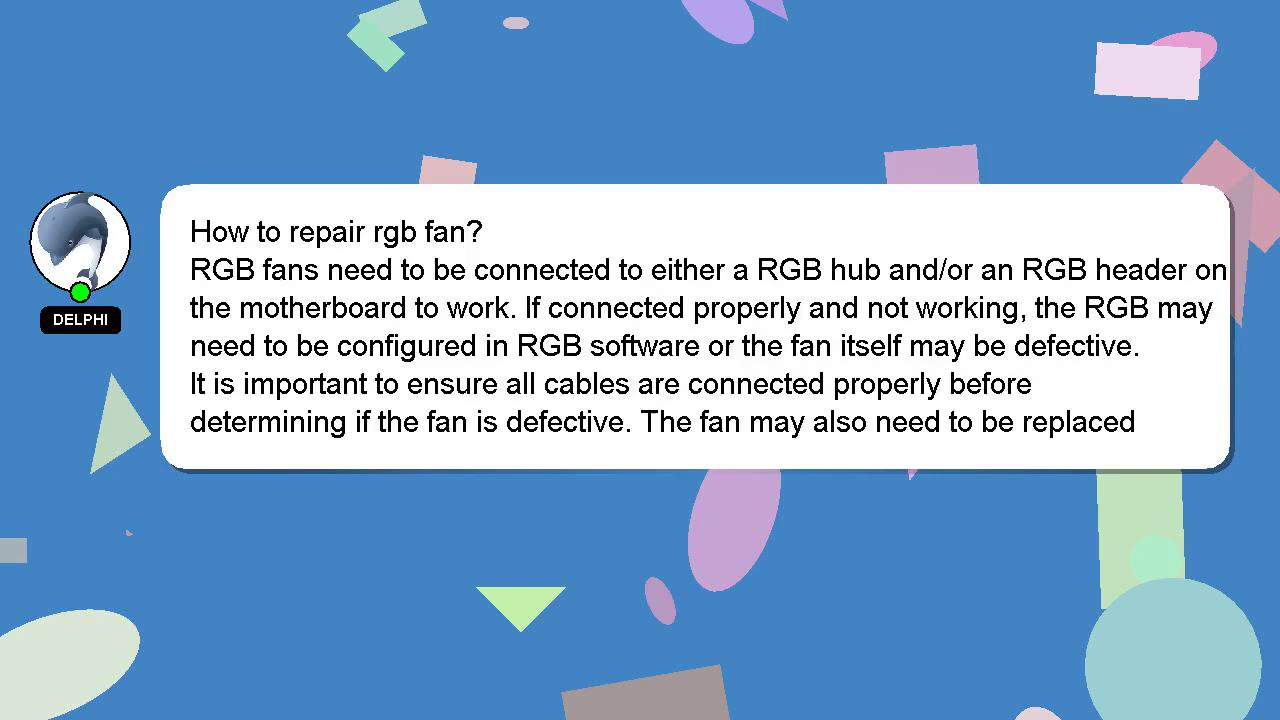 How to repair rgb fan?
RGB fans need to be connected to either a RGB hub and/or an RGB header on
the motherboard to work. If connected properly and not working, the RGB may
need to be configured in RGB software or the fan itself may be defective.
It is important to ensure all cables are connected properly before
determining if the fan is defective. The fan may also need to be replaced
DELPHI